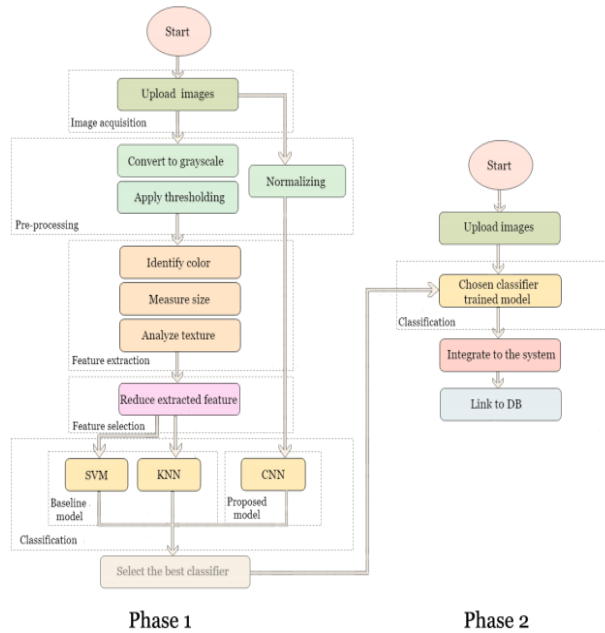 Start
Upload images
Image acquisition
Convert to grayscale
Apply thresholding
Normalizing
Pre-processing
Identify color
Measure size
Analyze texture
Feature extraction
Reduce extracted feature
Feature selection
SVM
KNN
CNN
Baseline
model
Proposed
model
Classification
Select the best classifier
Phase 1
Start
Upload images
Chosen classifier
trained model
Classification
Integrate to the system
Link to DB
Phase 2